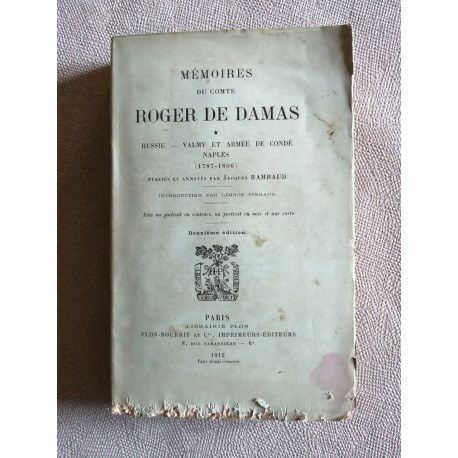 MÉMOIRES
DU COMTE
ROGER DE DAMAS
*
RUSSIE — VALMY ET ARMÉE DE CONDÉ
NAPLES
(1787-1806)
PUBLIÉS ET ANNOTÉS PAR JACQUES RAMBAUD
INTRODUCTION PAR LÉONCE PINGAUD
Avec un portrait en couleurs, un portrait en noir et une carte
Deuxième édition
PARIS
LIBRAIRIE PLON
PLON-NOURRIT ET Cie, IMPRIMEURS-ÉDITEURS
8, RUE GARANCIÈRE — 6e
1912
Tous droits réservés